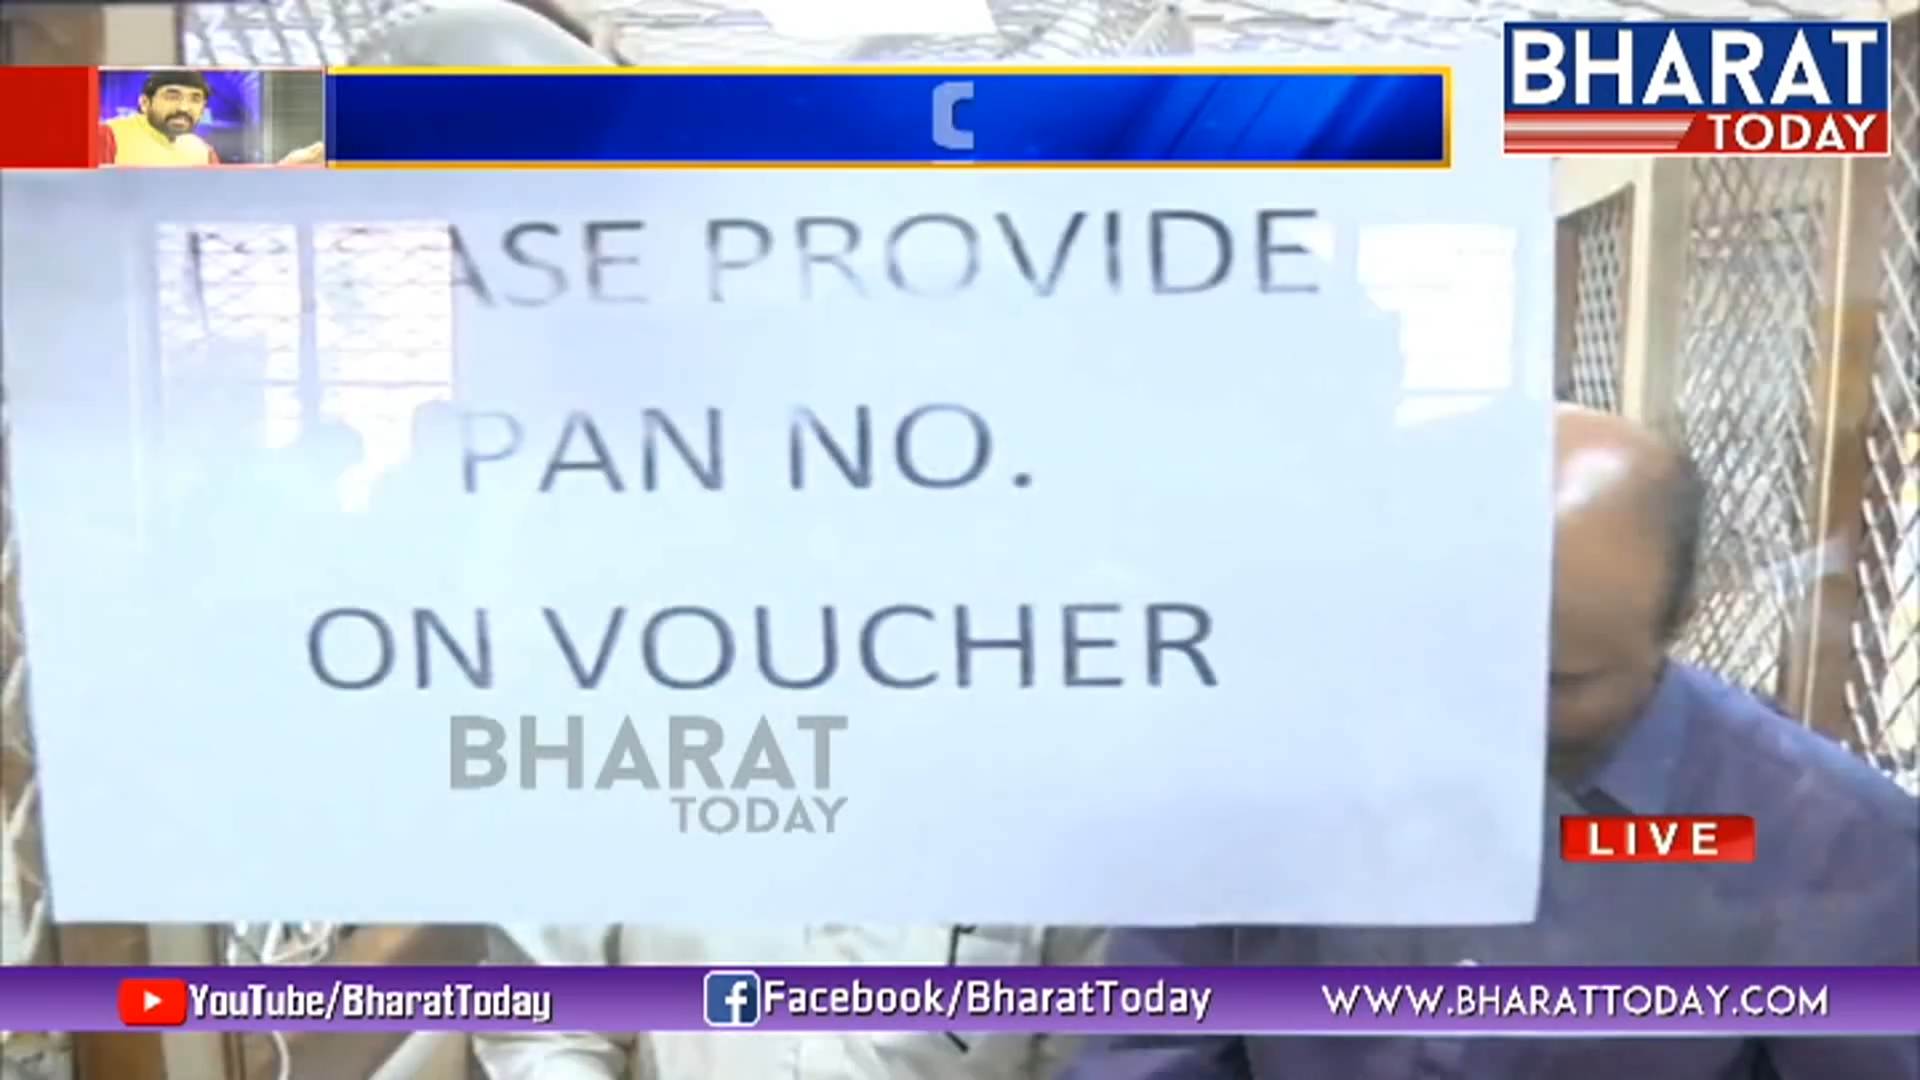 BHARAT
TODAY
C
ASE PROVIDE
PAN NO.
ON VOUCHER
BHARAT
TODAY
LIVE
YouTube/BharatToday
Facebook/BharatToday
WWW.BHARATTODAY.COM